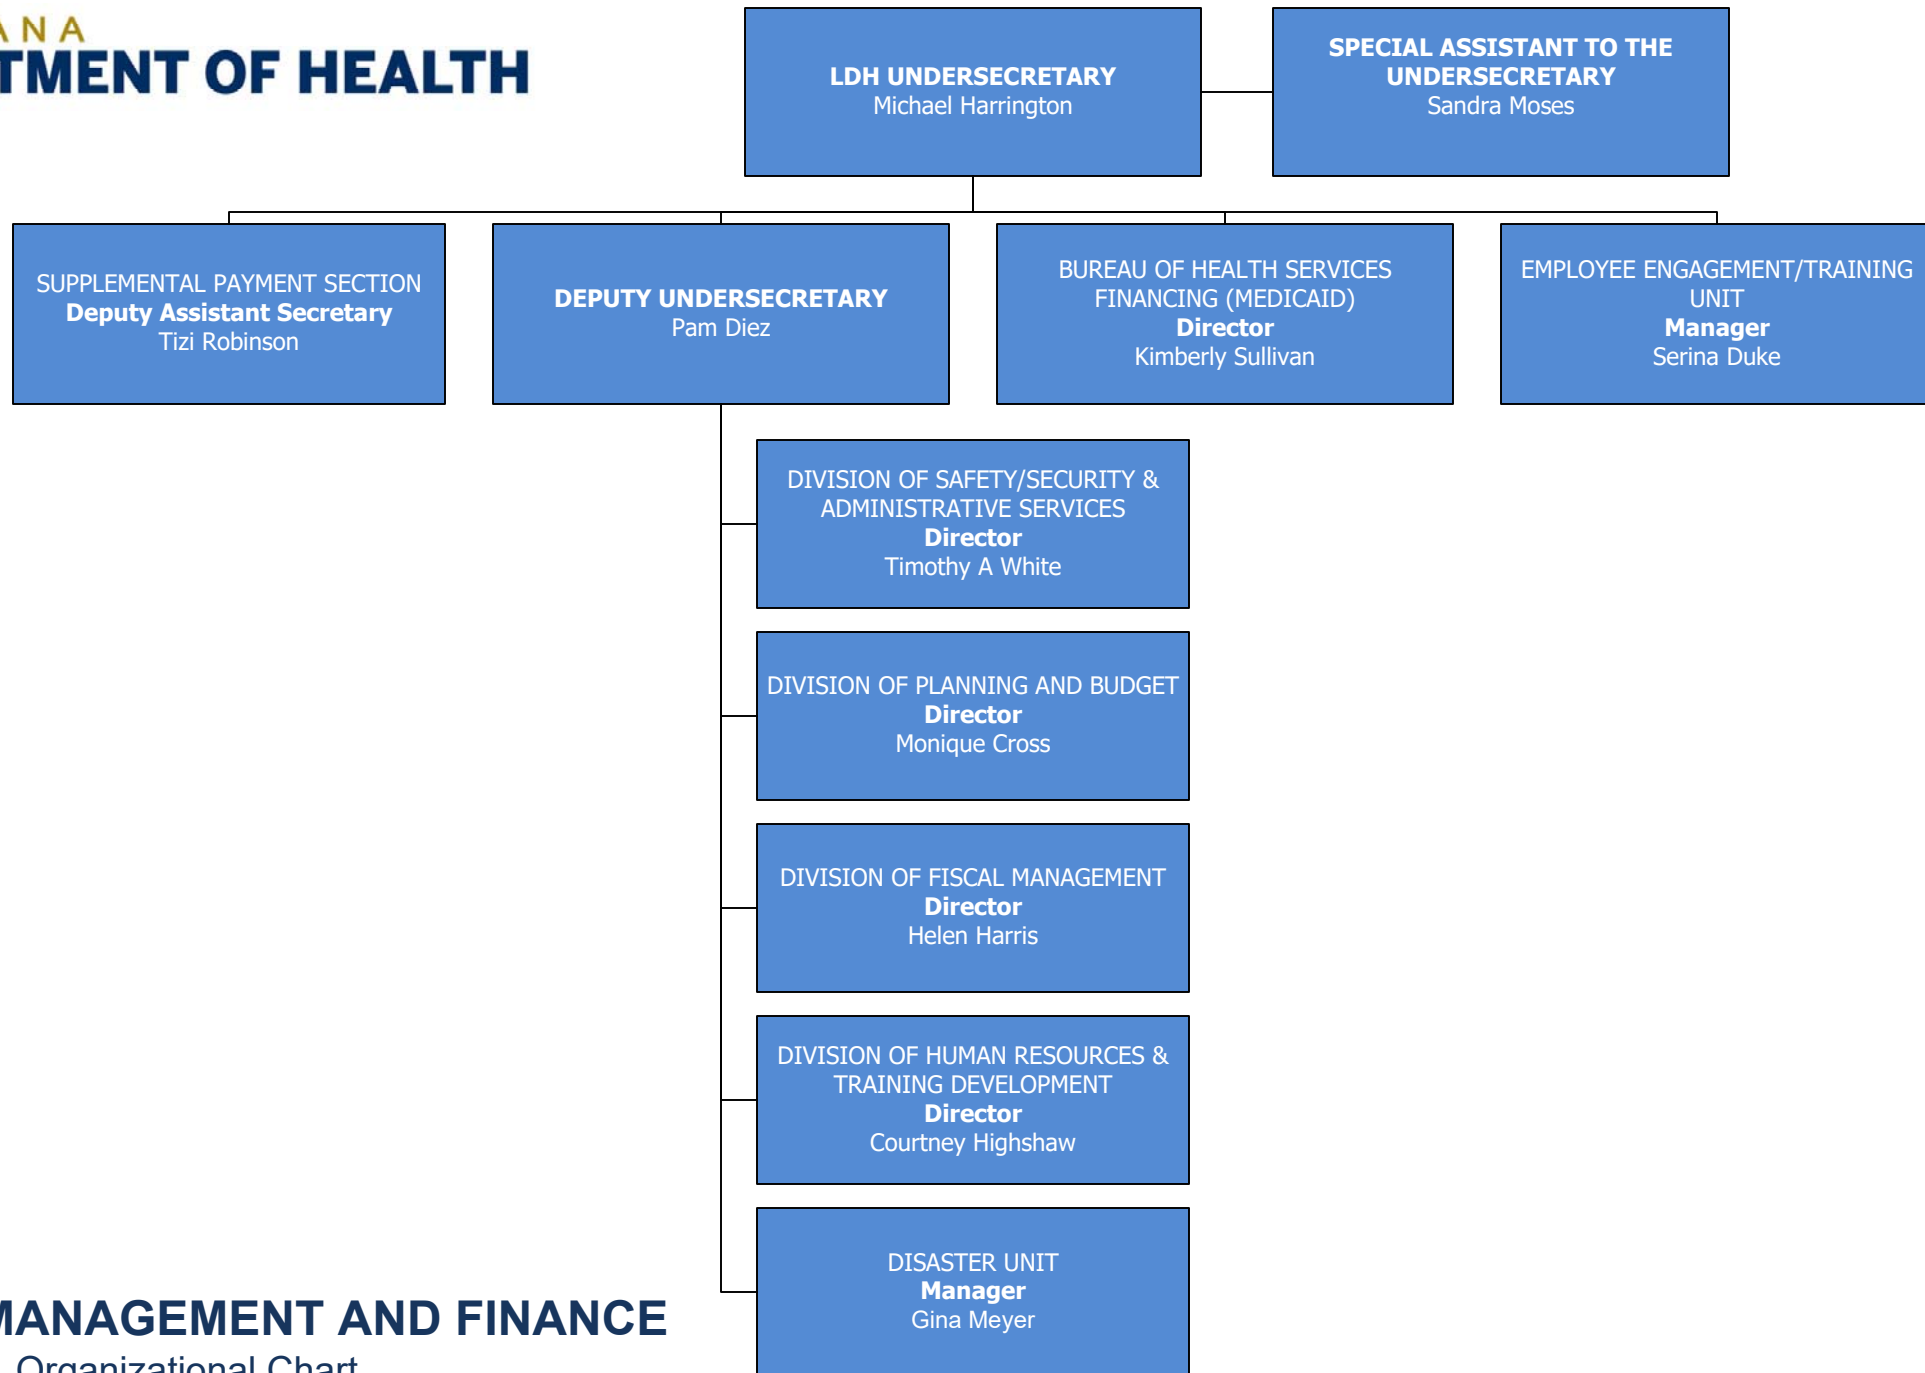 ANA
TMENT OF HEALTH
LDH UNDERSECRETARY
Michael Harrington
SPECIAL ASSISTANT TO THE
UNDERSECRETARY
Sandra Moses
SUPPLEMENTAL PAYMENT SECTION
Deputy Assistant Secretary
Tizi Robinson
DEPUTY UNDERSECRETARY
Pam Diez
BUREAU OF HEALTH SERVICES
FINANCING (MEDICAID)
Director
Kimberly Sullivan
EMPLOYEE ENGAGEMENT/TRAINING
UNIT
Manager
Serina Duke
DIVISION OF SAFETY/SECURITY &
ADMINISTRATIVE SERVICES
Director
Timothy A White
DIVISION OF PLANNING AND BUDGET
Director
Monique Cross
DIVISION OF FISCAL MANAGEMENT
Director
Helen Harris
DIVISION OF HUMAN RESOURCES &
TRAINING DEVELOPMENT
Director
Courtney Highshaw
DISASTER UNIT
Manager
Gina Meyer
MANAGEMENT AND FINANCE
Organizational Chart